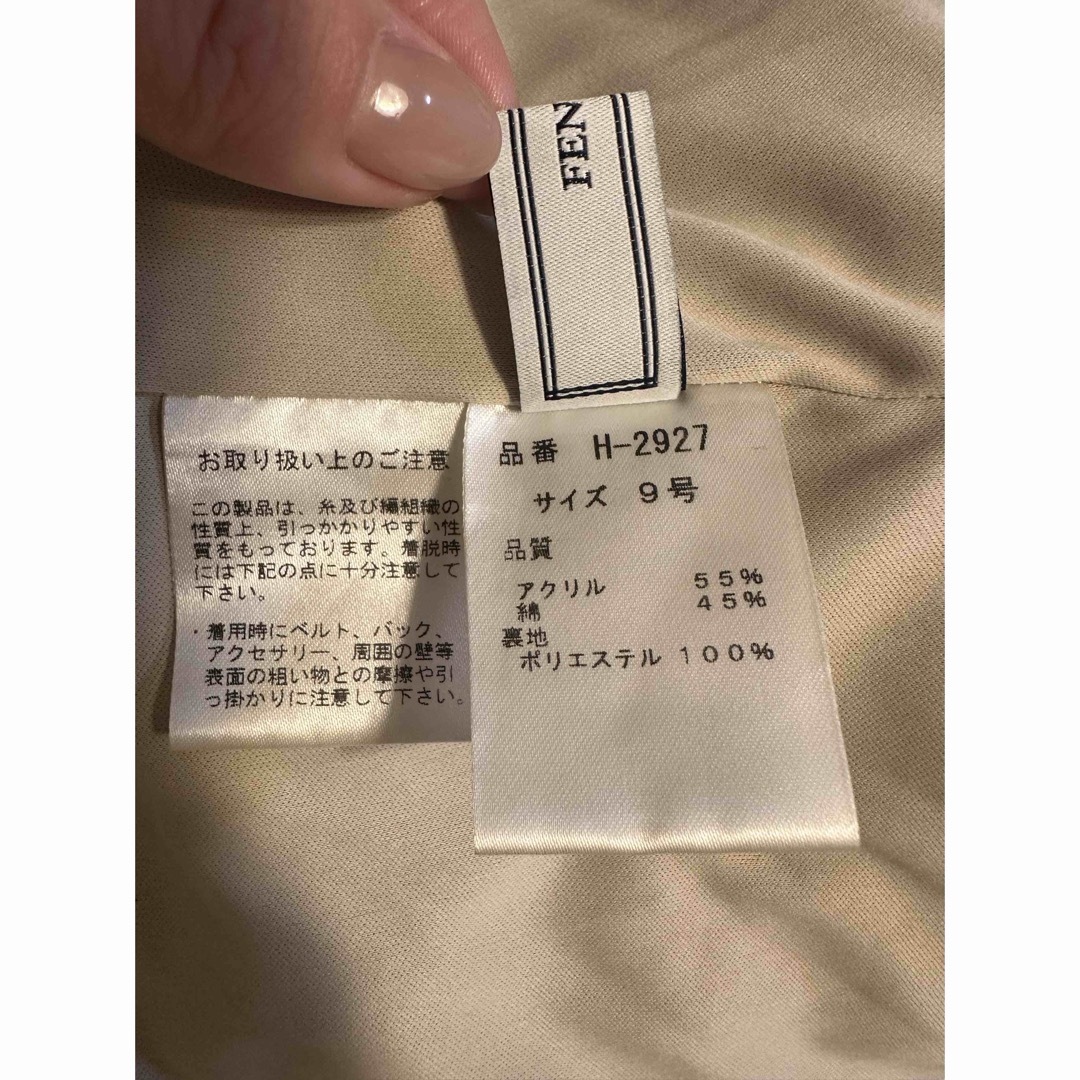 FEN
お取り扱い上のご注意
この製品は、糸及び編組織の
性質上、引っかかりやすい性
質をもっております。着脱時
には下記の点に十分注意して
下さい。
・着用時にベルト、バック、
アクセサリー、周囲の壁等
表面の粗い物との摩擦や引
っ掛かりに注意して下さい。
品番 H-2927
サイズ 9号
品質
アクリル 55%
綿 45%
裏地
ポリエステル 100%